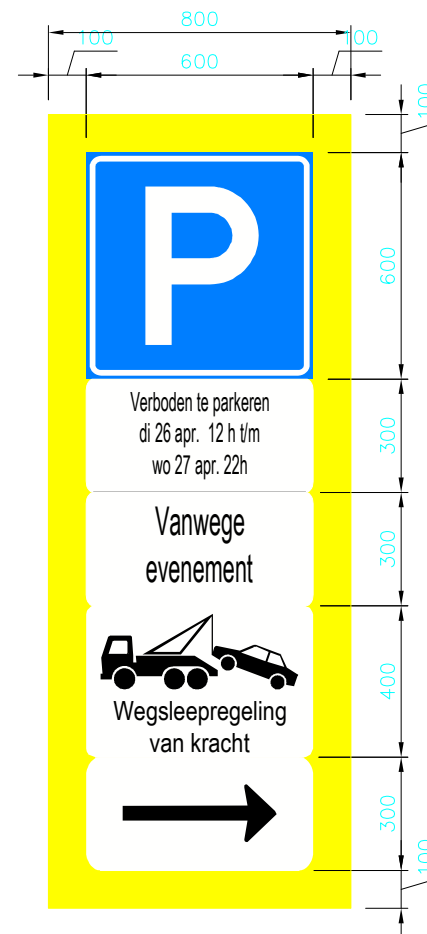 800
100
100
600
100
P
600
Verboden te parkeren
di 26 apr. 12 h t/m
wo 27 apr. 22h
300
Vanwege
evenement
300
Wegsleepregeling
van kracht
400
300
100